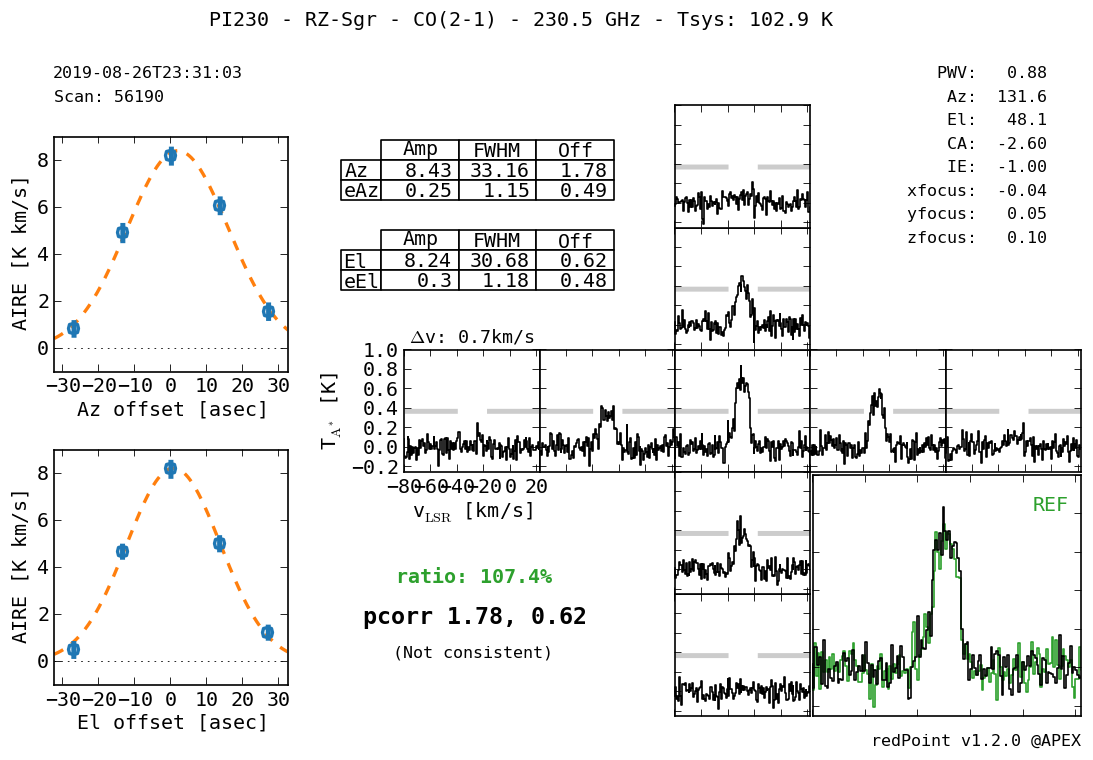 PI230 - RZ-Sgr - CO(2-1) - 230.5 GHz - Tsys: 102.9 K
2019-08-26T23:31:03
Scan: 56190
PWV: 0.88
Az: 131.6
El: 48.1
CA: -2.60
IE: -1.00
xfocus: -0.04
yfocus: 0.05
zfocus: 0.10
Amp FWHM Off
Az 8.43 33.16 1.78
eAz 0.25 1.15 0.49
Amp FWHM Off
El 8.24 30.68 0.62
eEl 0.3 1.18 0.48
AIRE [K km/s]
8
6
4
2
0
−30 −20 −10 0 10 20 30
Az offset [asec]
Δv: 0.7km/s
T_A* [K]
1.0
0.8
0.6
0.4
0.2
0.0
−0.2
−80 −60 −40 −20 0 20
v_LSR [km/s]
AIRE [K km/s]
8
6
4
2
0
−30 −20 −10 0 10 20 30
El offset [asec]
REF
ratio: 107.4%
pcorr 1.78, 0.62
(Not consistent)
redPoint v1.2.0 @APEX